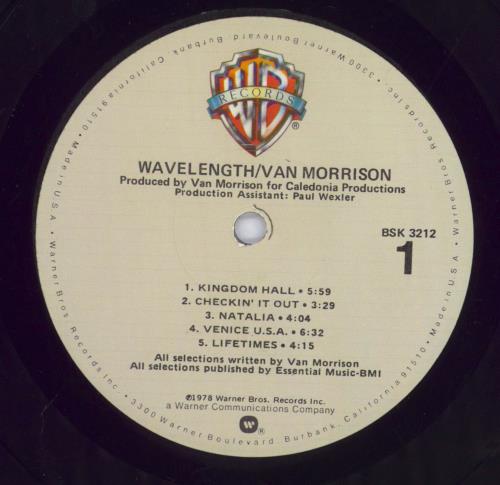 WB
RECORDS
®
WAVELENGTH/VAN MORRISON
Produced by Van Morrison for Caledonia Productions
Production Assistant: Paul Wexler
BSK 3212
1
1. KINGDOM HALL • 5:59
2. CHECKIN' IT OUT • 3:29
3. NATALIA • 4:04
4. VENICE U.S.A. • 6:32
5. LIFETIMES • 4:15
All selections written by Van Morrison
All selections published by Essential Music-BMI
℗1978 Warner Bros. Records Inc.
a Warner Communications Company
W®
Warner Bros. Records Inc. • 3300 Warner Boulevard, Burbank, California 91510 • Made in U.S.A. • Warner Bros. Records Inc. • 3300 Warner Boulevard, Burbank, California 91510 • Made in U.S.A. •